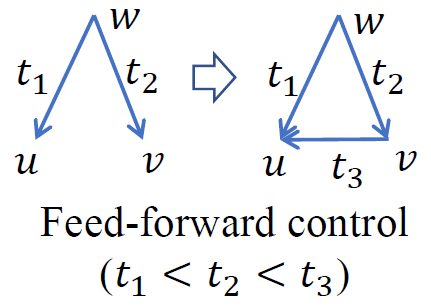 w w
t₁ t₂ t₁ t₂
u v u t₃ v
Feed-forward control
(t₁ < t₂ < t₃)